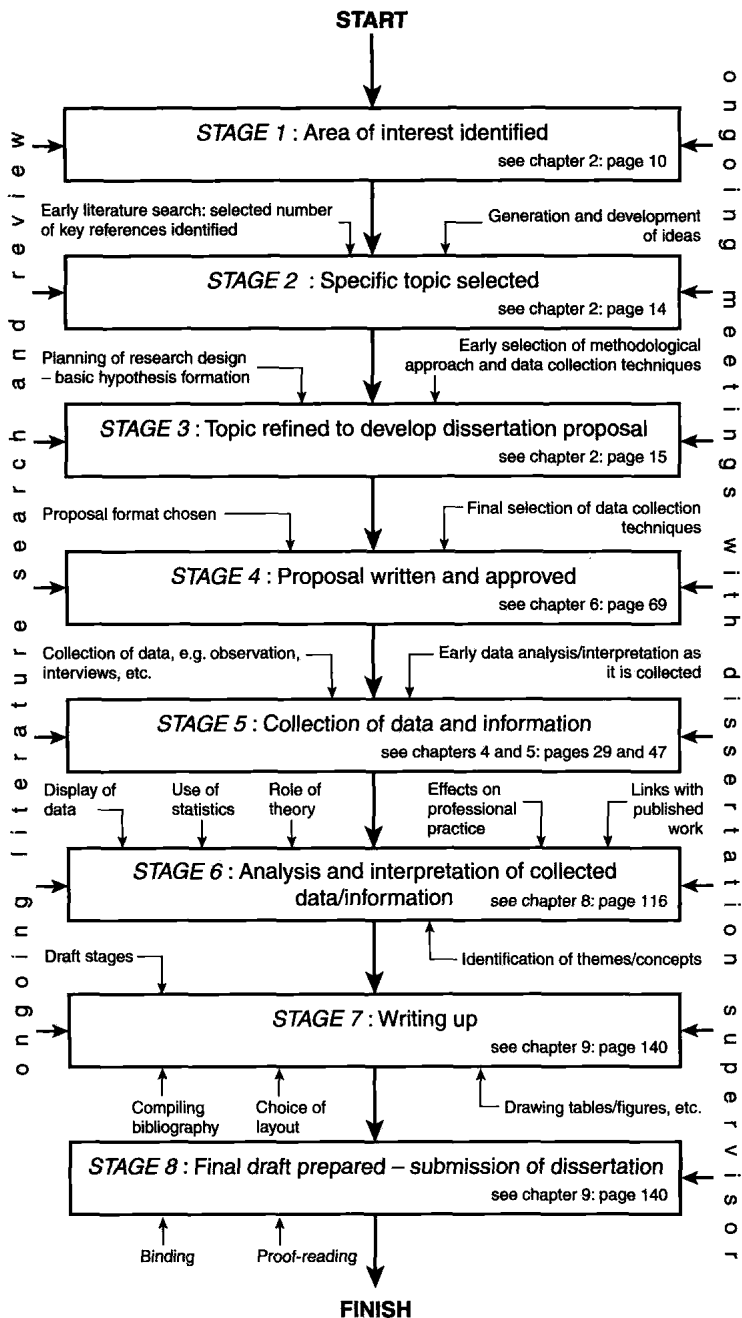 START
STAGE 1 : Area of interest identified
see chapter 2: page 10
Early literature search: selected number
of key references identified
Generation and development
of ideas
STAGE 2 : Specific topic selected
see chapter 2: page 14
Planning of research design
– basic hypothesis formation
Early selection of methodological
approach and data collection techniques
STAGE 3 : Topic refined to develop dissertation proposal
see chapter 2: page 15
Proposal format chosen
Final selection of data collection
techniques
STAGE 4 : Proposal written and approved
see chapter 6: page 69
Collection of data, e.g. observation,
interviews, etc.
Early data analysis/interpretation as
it is collected
STAGE 5 : Collection of data and information
see chapters 4 and 5: pages 29 and 47
Display of
data
Use of
statistics
Role of
theory
Effects on
professional
practice
Links with
published
work
STAGE 6 : Analysis and interpretation of collected
data/information
see chapter 8: page 116
Identification of themes/concepts
Draft stages
STAGE 7 : Writing up
see chapter 9: page 140
Compiling
bibliography
Choice of
layout
Drawing tables/figures, etc.
STAGE 8 : Final draft prepared – submission of dissertation
see chapter 9: page 140
Binding
Proof-reading
FINISH
ongoing literature search and review
ongoing meetings with dissertation supervisor